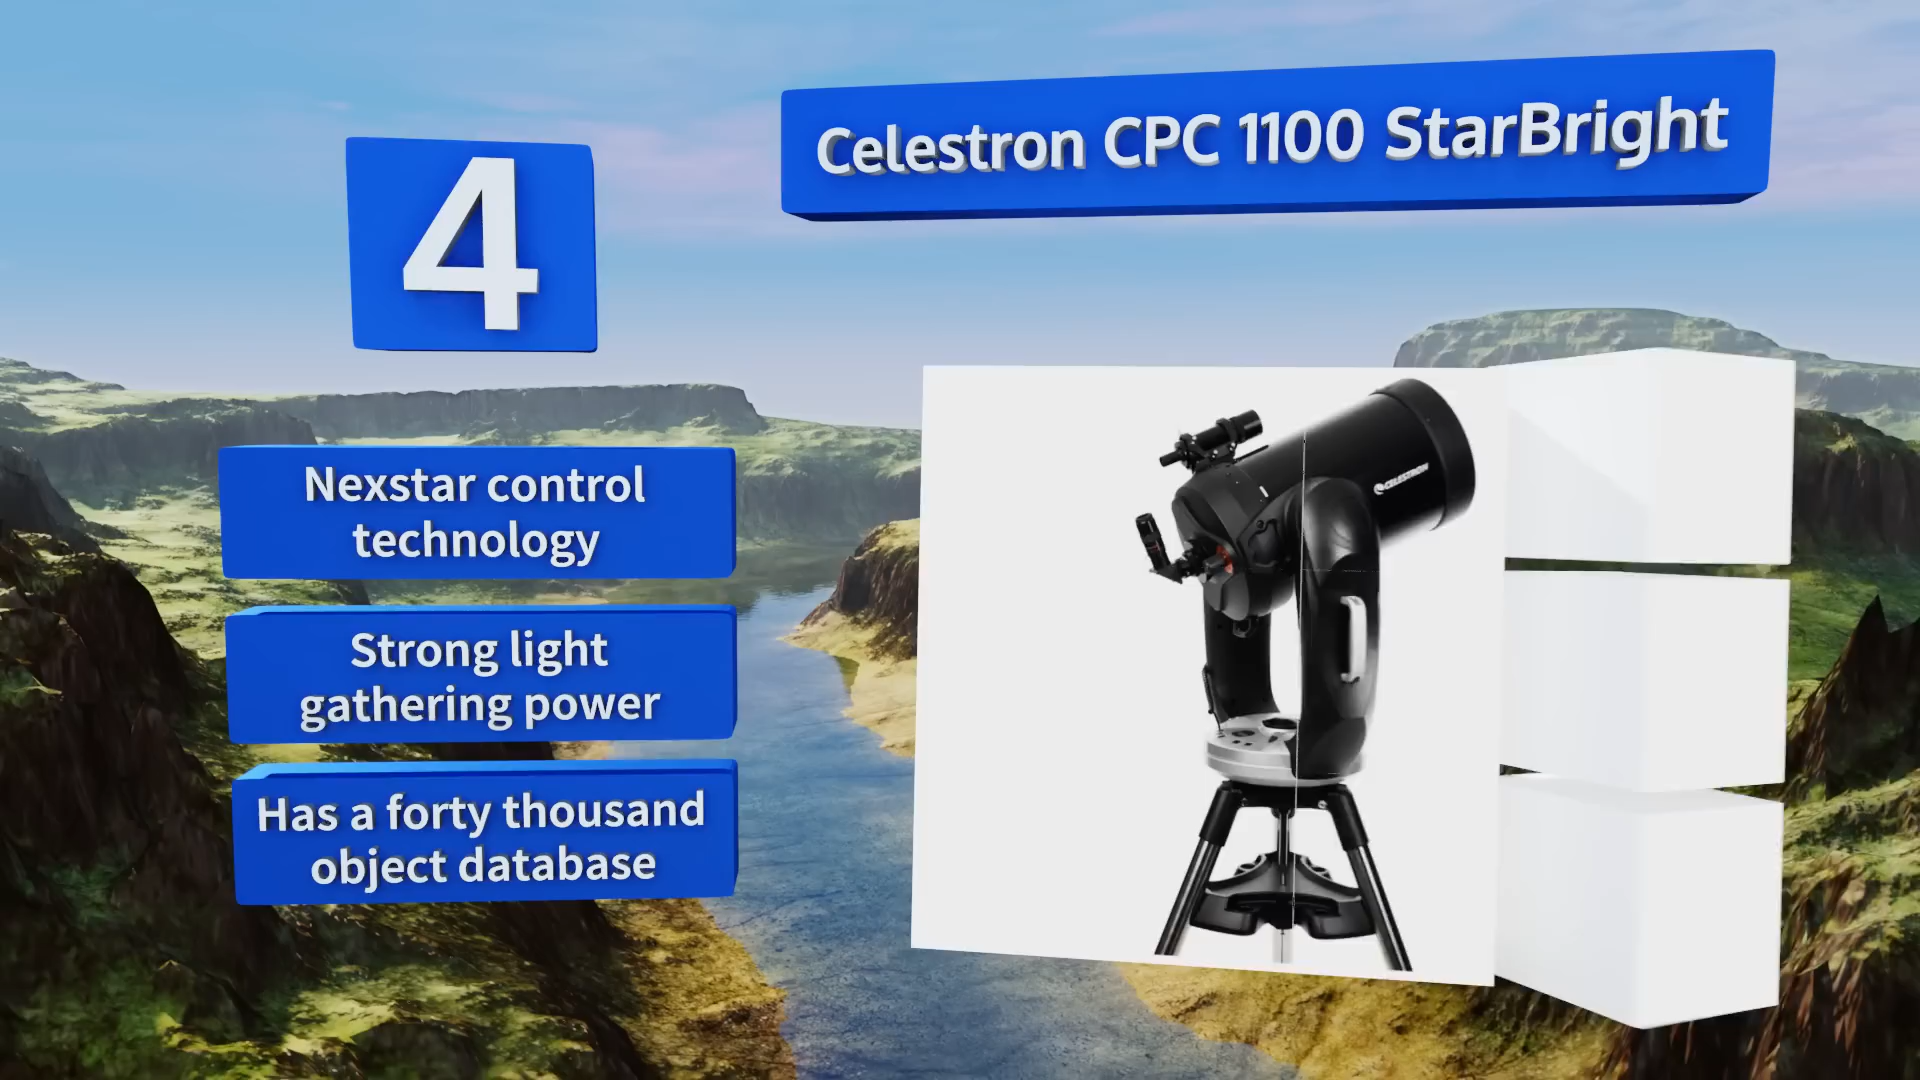 4
Celestron CPC 1100 StarBright
Nexstar control
technology
Strong light
gathering power
Has a forty thousand
object database
CELESTRON